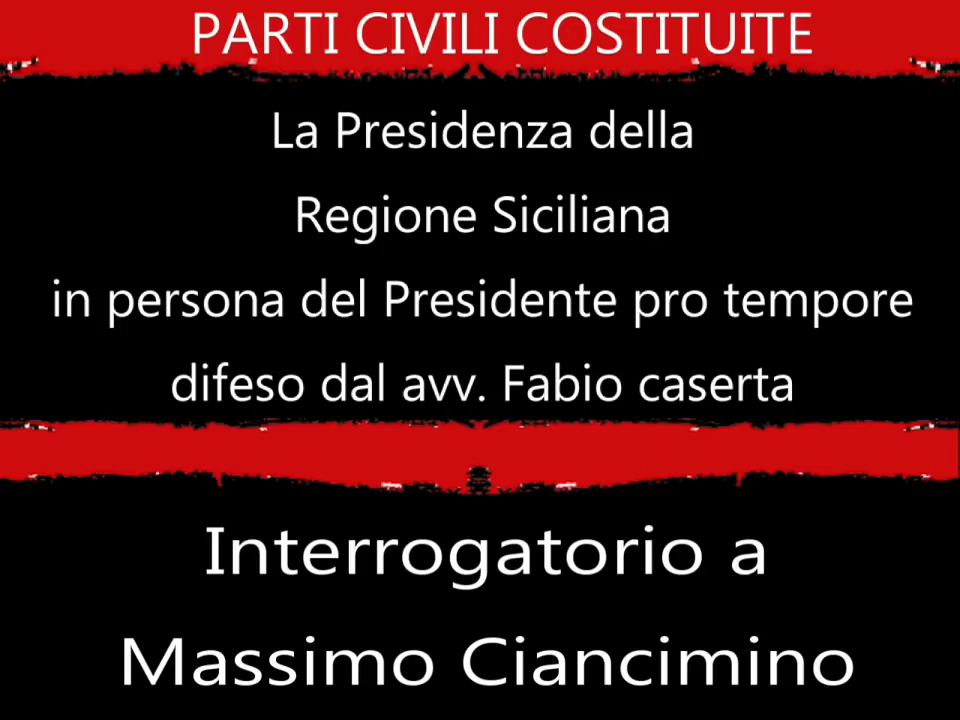 PARTI CIVILI COSTITUITE
La Presidenza della
Regione Siciliana
in persona del Presidente pro tempore
difeso dal avv. Fabio caserta
Interrogatorio a
Massimo Ciancimino